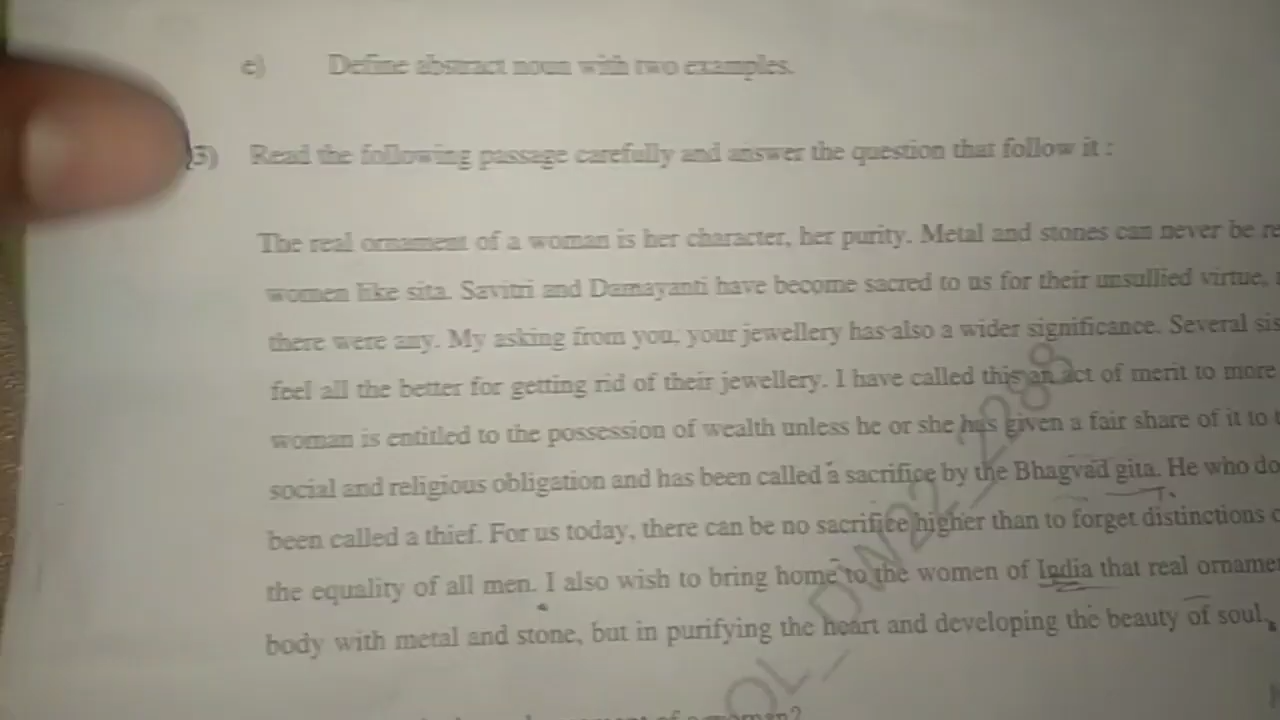 e) Define abstract noun with two examples.
(3) Read the following passage carefully and answer the question that follow it :
The real ornament of a woman is her character, her purity. Metal and stones can never be re
women like sita. Savitri and Damayanti have become sacred to us for their unsullied virtue,
there were any. My asking from you, your jewellery has also a wider significance. Several sis
feel all the better for getting rid of their jewellery. I have called this an act of merit to more
woman is entitled to the possession of wealth unless he or she has given a fair share of it to
social and religious obligation and has been called a sacrifice by the Bhagvad gita. He who do
been called a thief. For us today, there can be no sacrifice higher than to forget distinctions
the equality of all men. I also wish to bring home to the women of India that real orname
body with metal and stone, but in purifying the heart and developing the beauty of soul,
of a woman?
OL_DW22_288